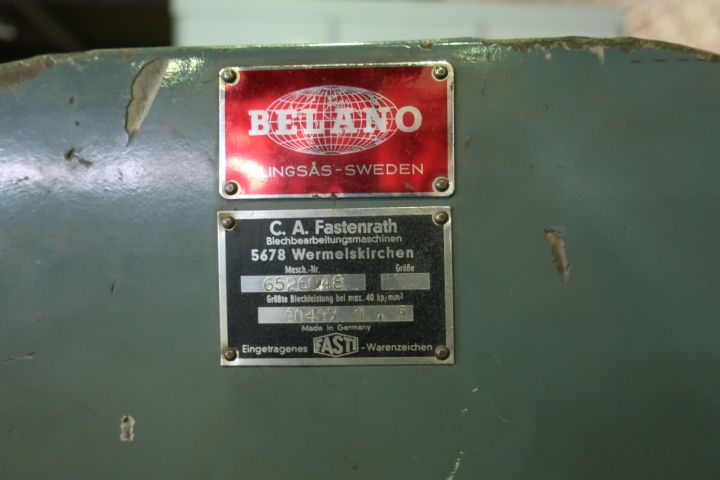 BELANO
LINGSÅS-SWEDEN
C. A. Fastenrath
Blechbearbeitungsmaschinen
5678 Wermelskirchen
Masch.-Nr. Größe
6526048
Größte Blechleistung bei max. 40 kp/mm²
Made in Germany
Eingetragenes FASTI -Warenzeichen